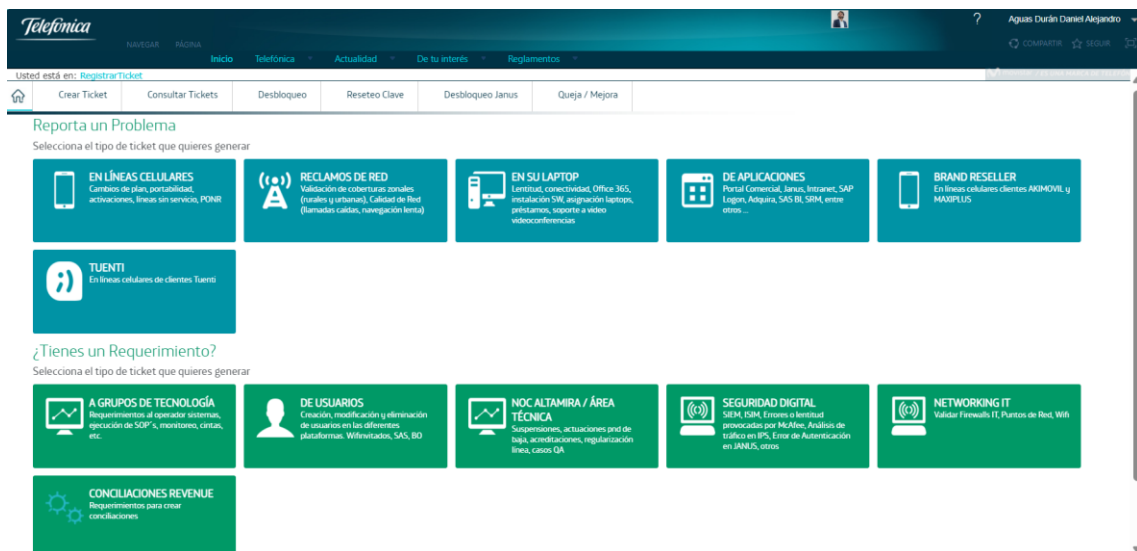 Telefónica
? Aguas Durán Daniel Alejandro
NAVEGAR PÁGINA
COMPARTIR SEGUIR
Inicio Telefónica Actualidad De tu interés Reglamentos
Usted está en: RegistrarTicket
Crear Ticket Consultar Tickets Desbloqueo Reseteo Clave Desbloqueo Janus Queja / Mejora
Reporta un Problema
Selecciona el tipo de ticket que quieres generar
EN LÍNEAS CELULARES
Cambios de plan, portabilidad,
activaciones, líneas sin servicio, PONR
RECLAMOS DE RED
Validación de coberturas zonales
(rurales y urbanas), Calidad de Red
(llamadas caídas, navegación lenta)
EN SU LAPTOP
Lentitud, conectividad, Office 365,
instalación SW, asignación laptops,
préstamos, soporte a video
videoconferencias
DE APLICACIONES
Portal Comercial, Janus, Intranet, SAP
Logon, Adquira, SAS BI, SRM, entre
otros ...
BRAND RESELLER
En líneas celulares clientes AKIMOVIL y
MAXIPLUS
TUENTI
En líneas celulares de clientes Tuenti
¿Tienes un Requerimiento?
Selecciona el tipo de ticket que quieres generar
A GRUPOS DE TECNOLOGÍA
Requerimientos al operador sistemas,
ejecución de SOP´s, monitoreo, cintas,
etc.
DE USUARIOS
Creación, modificación y eliminación
de usuarios en las diferentes
plataformas. Wifinvitados, SAS, BO
NOC ALTAMIRA / ÁREA
TÉCNICA
Suspensiones, actuaciones pnd de
baja, acreditaciones, regularización
línea, casos QA
SEGURIDAD DIGITAL
SIEM, ISIM, Errores o lentitud
provocadas por McAfee, Análisis de
tráfico en IPS, Error de Autenticación
en JANUS, otros
NETWORKING IT
Validar Firewalls IT, Puntos de Red, Wifi
CONCILIACIONES REVENUE
Requerimientos para crear
conciliaciones